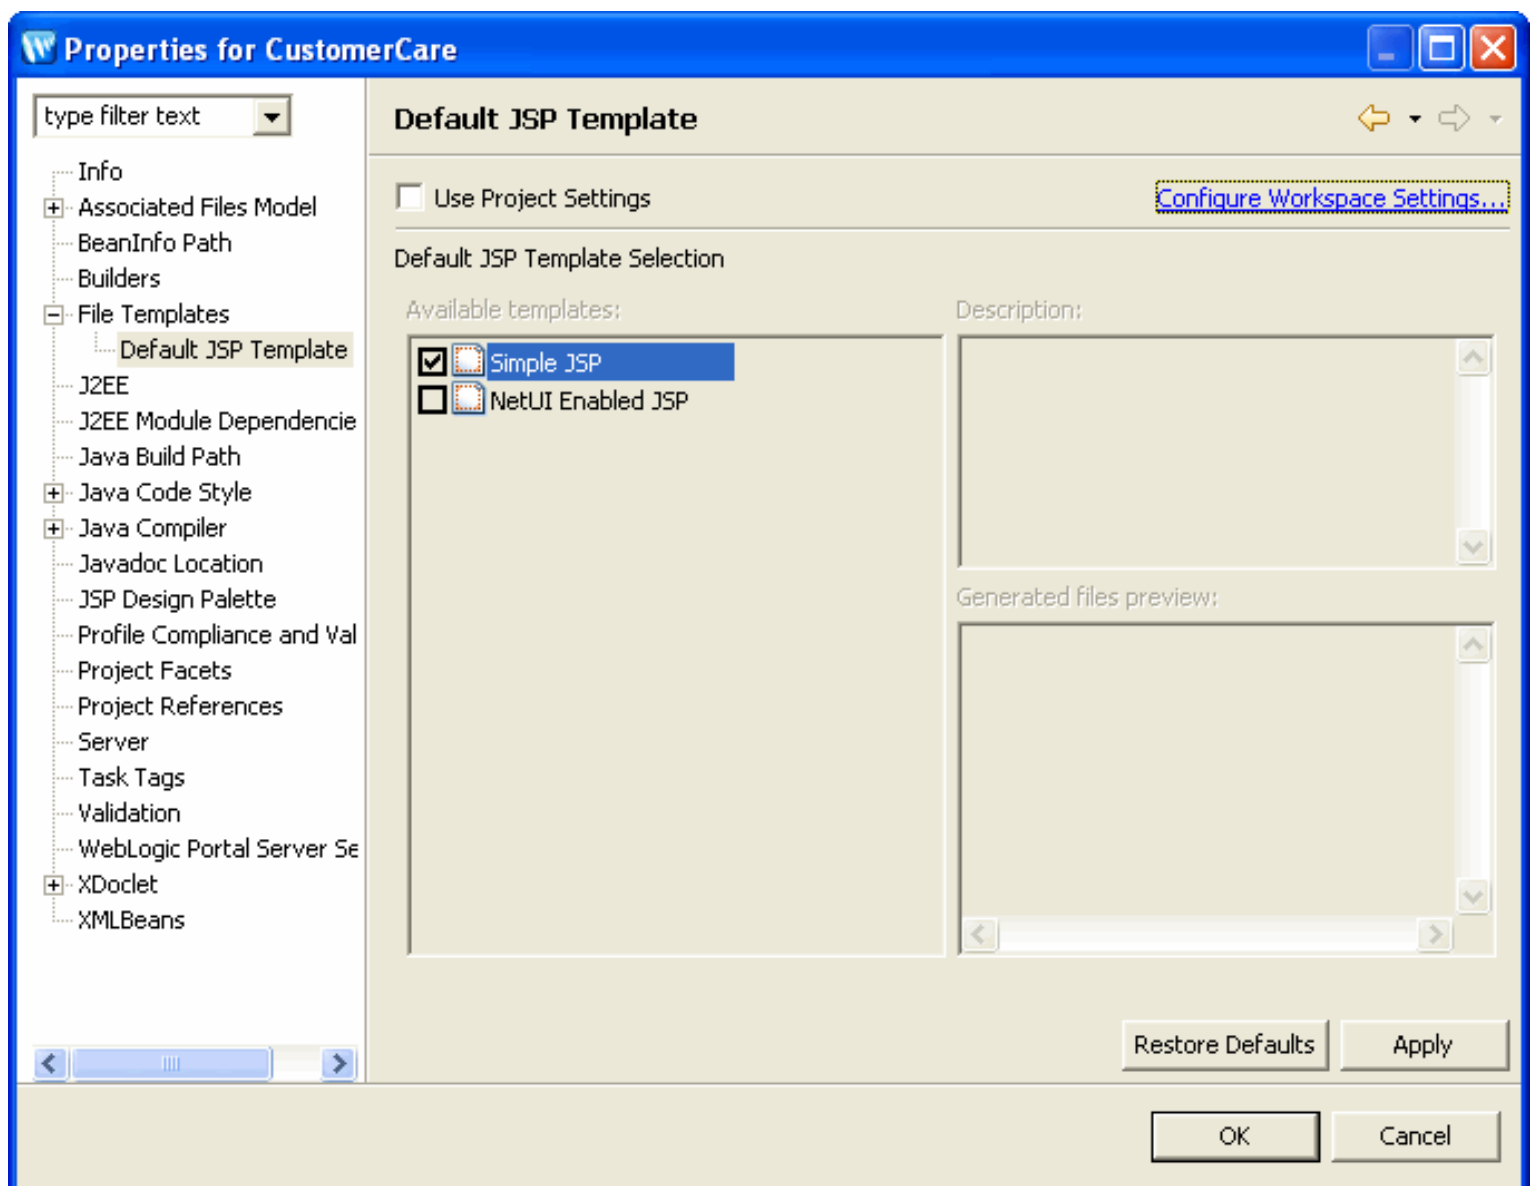 Properties for CustomerCare
type filter text
Info
Associated Files Model
BeanInfo Path
Builders
File Templates
Default JSP Template
J2EE
J2EE Module Dependencie
Java Build Path
Java Code Style
Java Compiler
Javadoc Location
JSP Design Palette
Profile Compliance and Val
Project Facets
Project References
Server
Task Tags
Validation
WebLogic Portal Server Se
XDoclet
XMLBeans
Default JSP Template
Use Project Settings
Configure Workspace Settings...
Default JSP Template Selection
Available templates:
Simple JSP
NetUI Enabled JSP
Description:
Generated files preview:
Restore Defaults
Apply
OK
Cancel